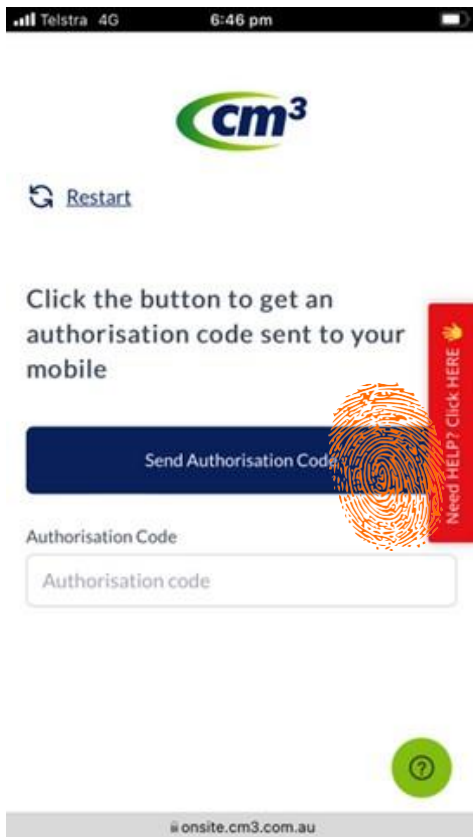 Telstra 4G 6:46 pm
cm³
Restart
Click the button to get an
authorisation code sent to your
mobile
Send Authorisation Code
Need HELP? Click HERE 👋
Authorisation Code
Authorisation code
onsite.cm3.com.au